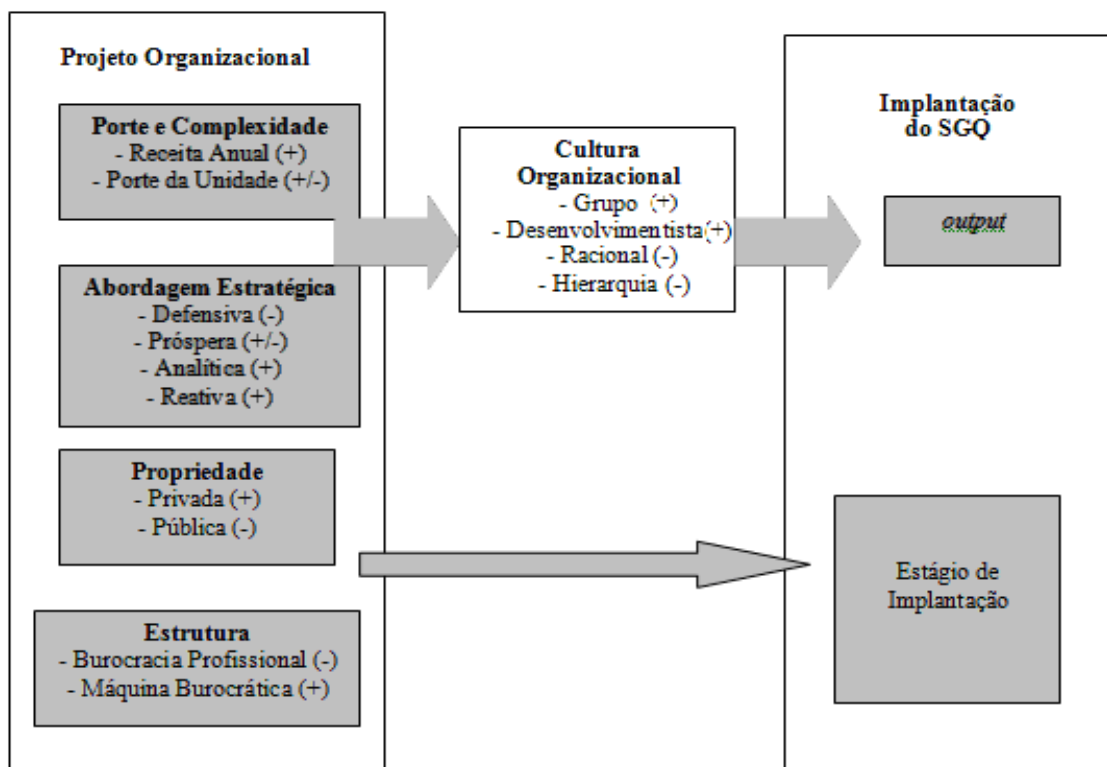 Projeto Organizacional
Porte e Complexidade
- Receita Anual (+)
- Porte da Unidade (+/-)
Abordagem Estratégica
- Defensiva (-)
- Próspera (+/-)
- Analítica (+)
- Reativa (+)
Propriedade
- Privada (+)
- Pública (-)
Estrutura
- Burocracia Profissional (-)
- Máquina Burocrática (+)
Cultura
Organizacional
- Grupo (+)
- Desenvolvimentista(+)
- Racional (-)
- Hierarquia (-)
Implantação
do SGQ
output
Estágio de
Implantação